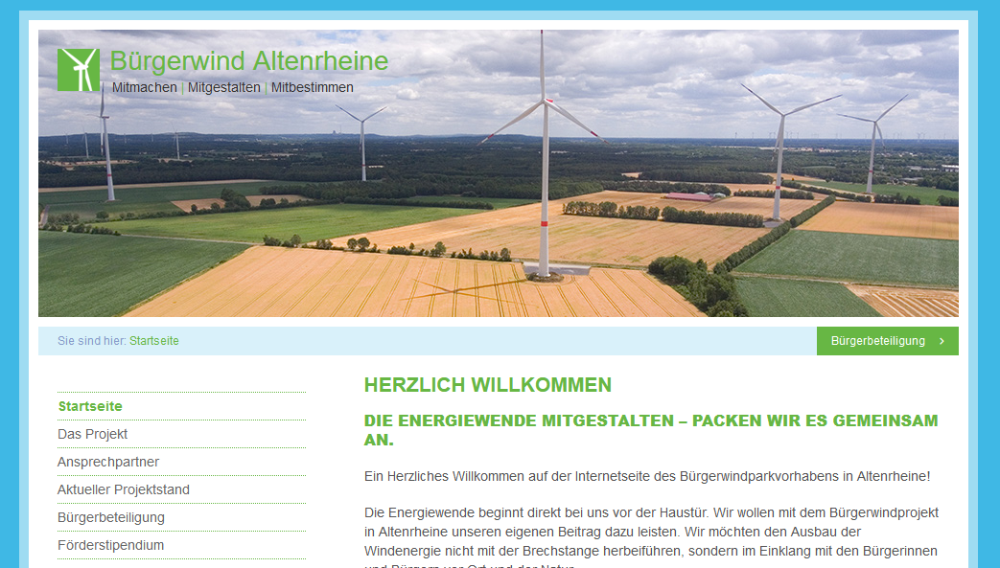 Bürgerwind Altenrheine
Mitmachen | Mitgestalten | Mitbestimmen
Sie sind hier: Startseite
Bürgerbeteiligung >
Startseite
Das Projekt
Ansprechpartner
Aktueller Projektstand
Bürgerbeteiligung
Förderstipendium
HERZLICH WILLKOMMEN
DIE ENERGIEWENDE MITGESTALTEN – PACKEN WIR ES GEMEINSAM
AN.
Ein Herzliches Willkommen auf der Internetseite des Bürgerwindparkvorhabens in Altenrheine!
Die Energiewende beginnt direkt bei uns vor der Haustür. Wir wollen mit dem Bürgerwindprojekt
in Altenrheine unseren eigenen Beitrag dazu leisten. Wir möchten den Ausbau der
Windenergie nicht mit der Brechstange herbeiführen, sondern im Einklang mit den Bürgerinnen
und Bürgern vor Ort und der Natur.